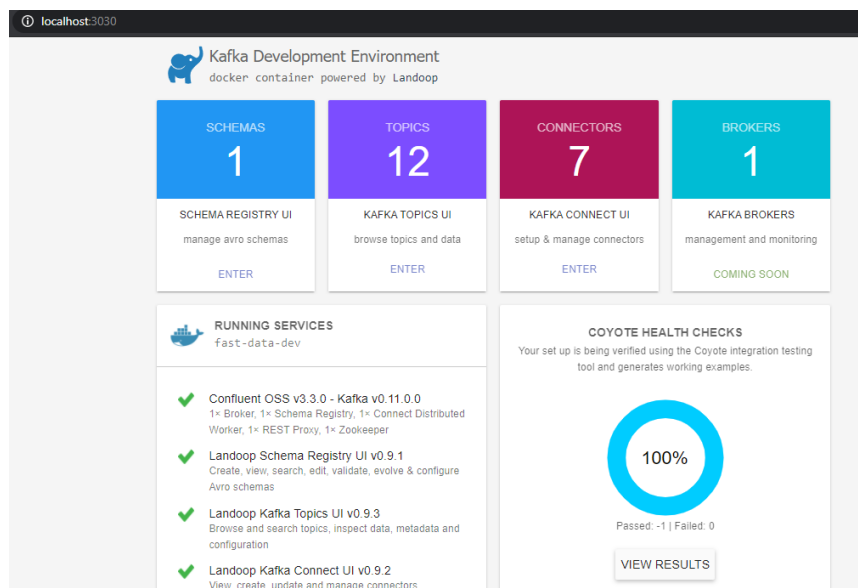 localhost:3030
Kafka Development Environment
docker container powered by Landoop
SCHEMAS
1
SCHEMA REGISTRY UI
manage avro schemas
ENTER
TOPICS
12
KAFKA TOPICS UI
browse topics and data
ENTER
CONNECTORS
7
KAFKA CONNECT UI
setup & manage connectors
ENTER
BROKERS
1
KAFKA BROKERS
management and monitoring
COMING SOON
RUNNING SERVICES
fast-data-dev
Confluent OSS v3.3.0 - Kafka v0.11.0.0
1× Broker, 1× Schema Registry, 1× Connect Distributed
Worker, 1× REST Proxy, 1× Zookeeper
Landoop Schema Registry UI v0.9.1
Create, view, search, edit, validate, evolve & configure
Avro schemas
Landoop Kafka Topics UI v0.9.3
Browse and search topics, inspect data, metadata and
configuration
Landoop Kafka Connect UI v0.9.2
View, create, update and manage connectors
COYOTE HEALTH CHECKS
Your set up is being verified using the Coyote integration testing
tool and generates working examples.
100%
Passed: -1 | Failed: 0
VIEW RESULTS